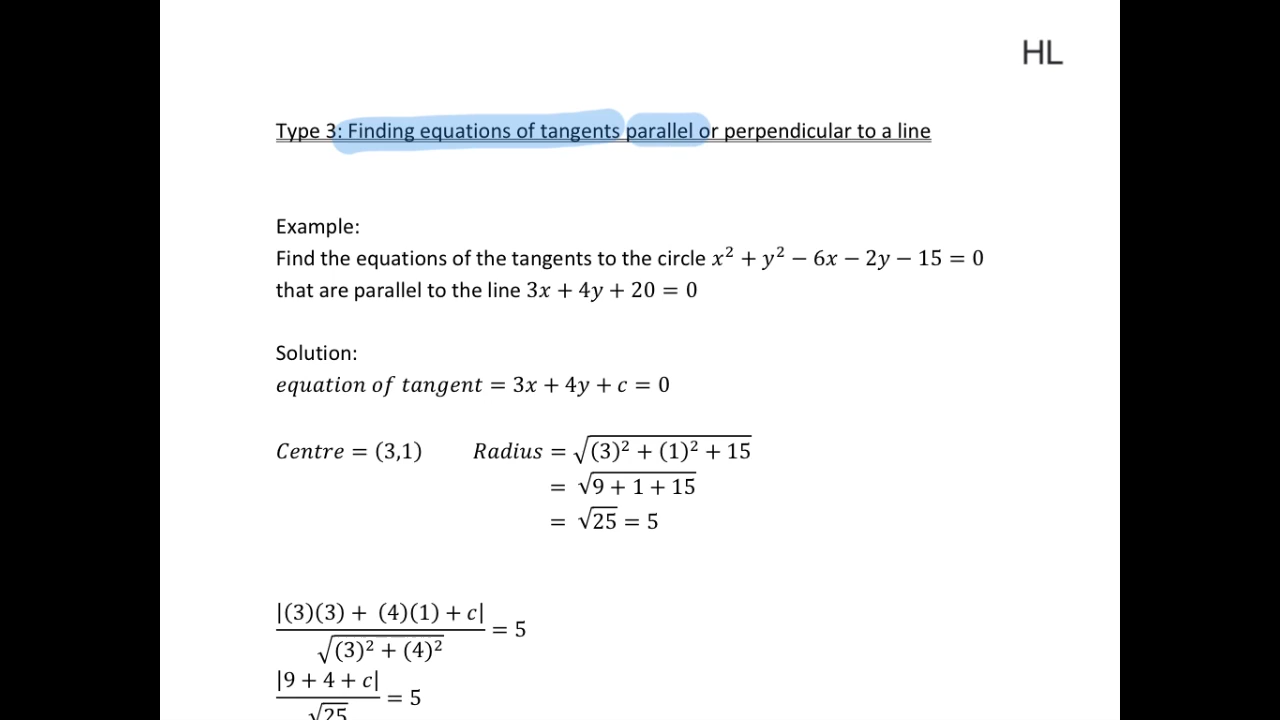 HL
Type 3: Finding equations of tangents parallel or perpendicular to a line
Example:
Find the equations of the tangents to the circle x² + y² − 6x − 2y − 15 = 0
that are parallel to the line 3x + 4y + 20 = 0
Solution:
equation of tangent = 3x + 4y + c = 0
Centre = (3,1) Radius = √((3)² + (1)² + 15)
= √(9 + 1 + 15)
= √25 = 5
|(3)(3) + (4)(1) + c| / √((3)² + (4)²) = 5
|9 + 4 + c| / √25 = 5